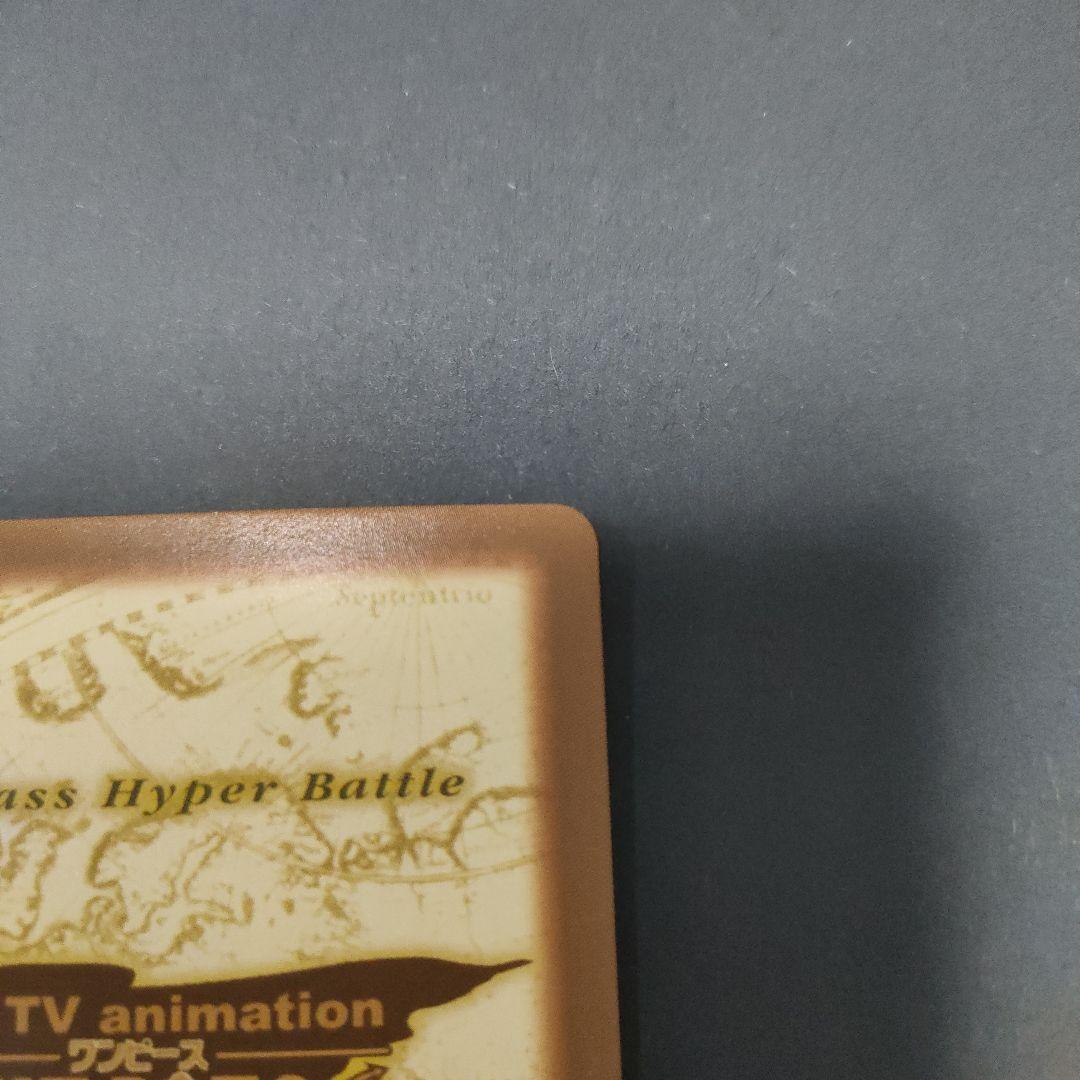 Septentrio
ass Hyper Battle
TV animation
ワンピース